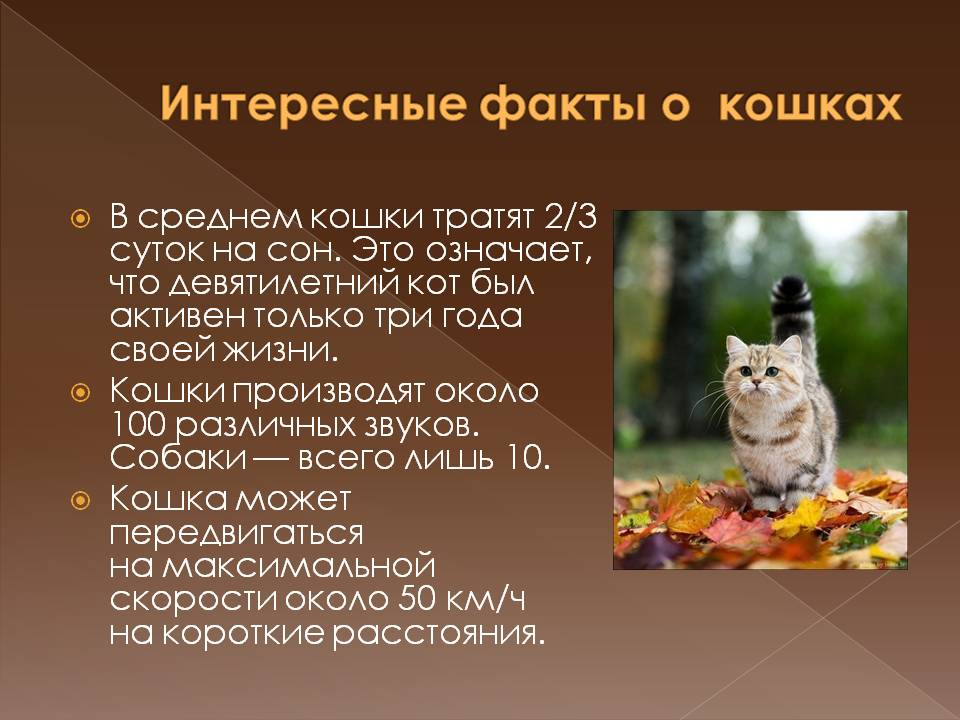 Интересные факты о кошках
В среднем кошки тратят 2/3
суток на сон. Это означает,
что девятилетний кот был
активен только три года
своей жизни.
Кошки производят около
100 различных звуков.
Собаки — всего лишь 10.
Кошка может
передвигаться
на максимальной
скорости около 50 км/ч
на короткие расстояния.